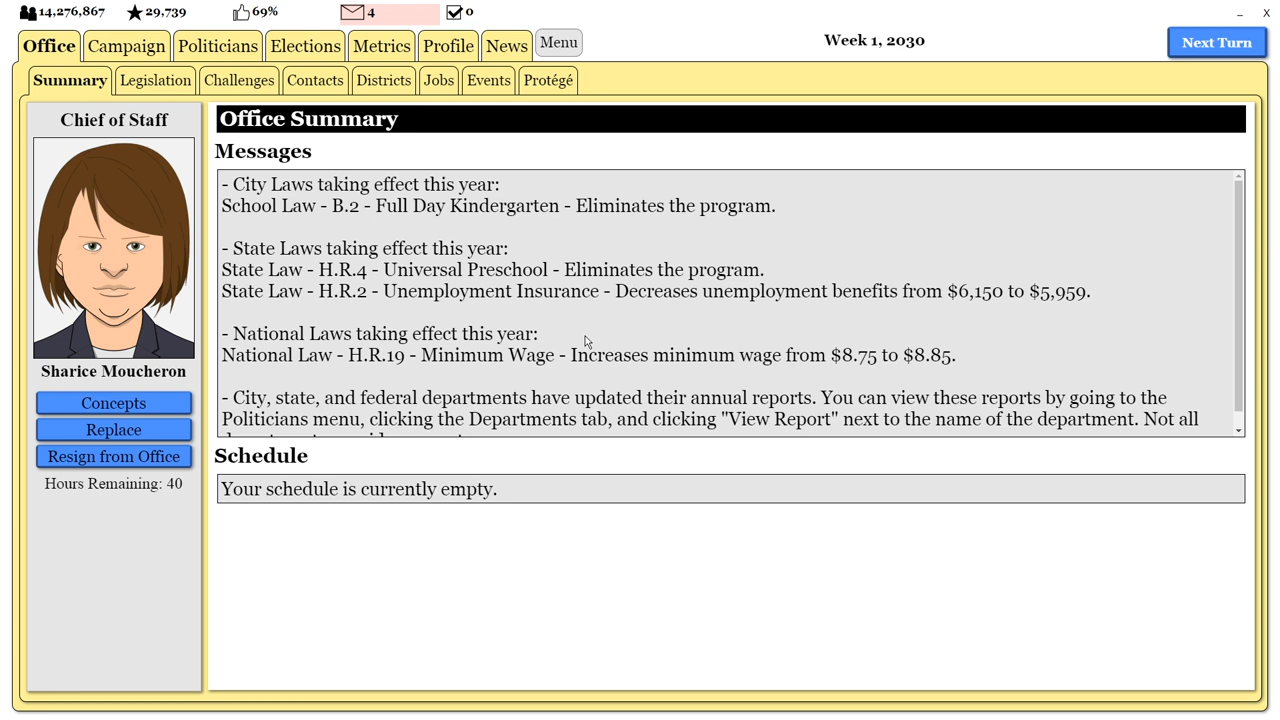 14,276,867 29,739 69% 4 0 _ X
Office Campaign Politicians Elections Metrics Profile News Menu Week 1, 2030 Next Turn
Summary Legislation Challenges Contacts Districts Jobs Events Protégé
Chief of Staff
Sharice Moucheron
Concepts
Replace
Resign from Office
Hours Remaining: 40
Office Summary
Messages
- City Laws taking effect this year:
School Law - B.2 - Full Day Kindergarten - Eliminates the program.
- State Laws taking effect this year:
State Law - H.R.4 - Universal Preschool - Eliminates the program.
State Law - H.R.2 - Unemployment Insurance - Decreases unemployment benefits from $6,150 to $5,959.
- National Laws taking effect this year:
National Law - H.R.19 - Minimum Wage - Increases minimum wage from $8.75 to $8.85.
- City, state, and federal departments have updated their annual reports. You can view these reports by going to the
Politicians menu, clicking the Departments tab, and clicking "View Report" next to the name of the department. Not all
Schedule
Your schedule is currently empty.